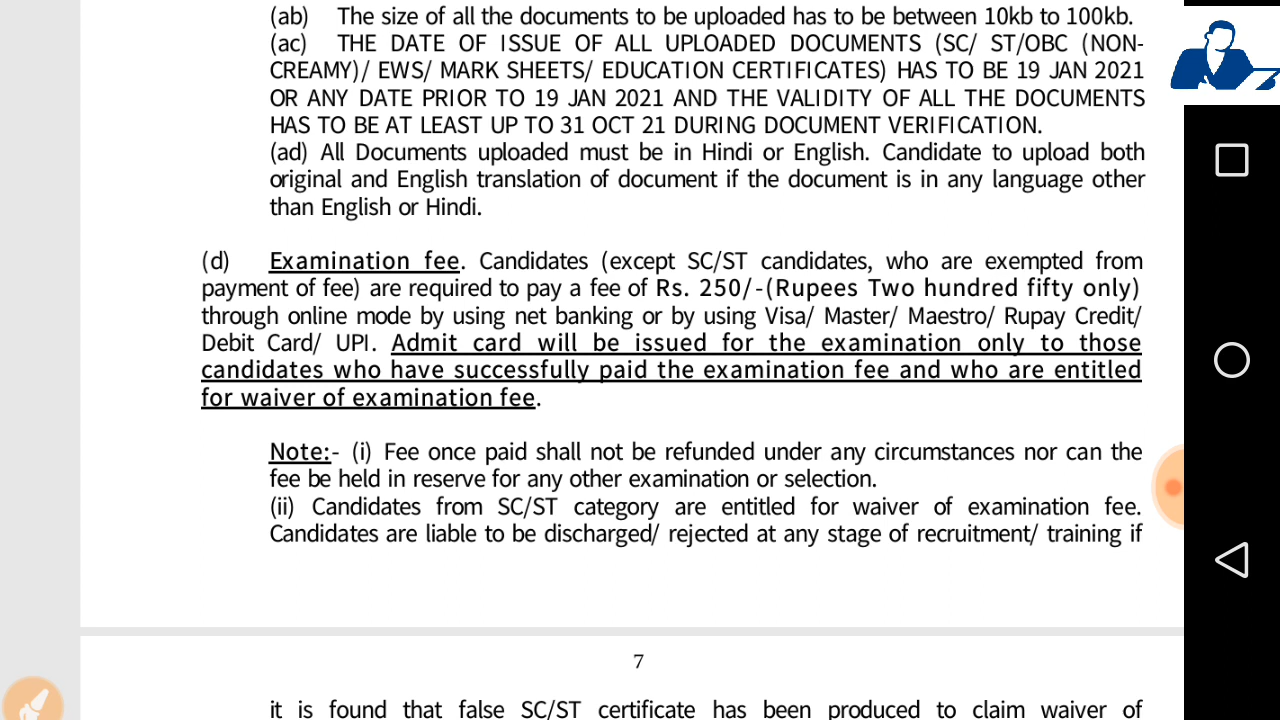 (ab) The size of all the documents to be uploaded has to be between 10kb to 100kb.
(ac) THE DATE OF ISSUE OF ALL UPLOADED DOCUMENTS (SC/ ST/OBC (NON-
CREAMY)/ EWS/ MARK SHEETS/ EDUCATION CERTIFICATES) HAS TO BE 19 JAN 2021
OR ANY DATE PRIOR TO 19 JAN 2021 AND THE VALIDITY OF ALL THE DOCUMENTS
HAS TO BE AT LEAST UP TO 31 OCT 21 DURING DOCUMENT VERIFICATION.
(ad) All Documents uploaded must be in Hindi or English. Candidate to upload both
original and English translation of document if the document is in any language other
than English or Hindi.
(d) Examination fee. Candidates (except SC/ST candidates, who are exempted from
payment of fee) are required to pay a fee of Rs. 250/-(Rupees Two hundred fifty only)
through online mode by using net banking or by using Visa/ Master/ Maestro/ Rupay Credit/
Debit Card/ UPI. Admit card will be issued for the examination only to those
candidates who have successfully paid the examination fee and who are entitled
for waiver of examination fee.
Note:- (i) Fee once paid shall not be refunded under any circumstances nor can the
fee be held in reserve for any other examination or selection.
(ii) Candidates from SC/ST category are entitled for waiver of examination fee.
Candidates are liable to be discharged/ rejected at any stage of recruitment/ training if
7
it is found that false SC/ST certificate has been produced to claim waiver of